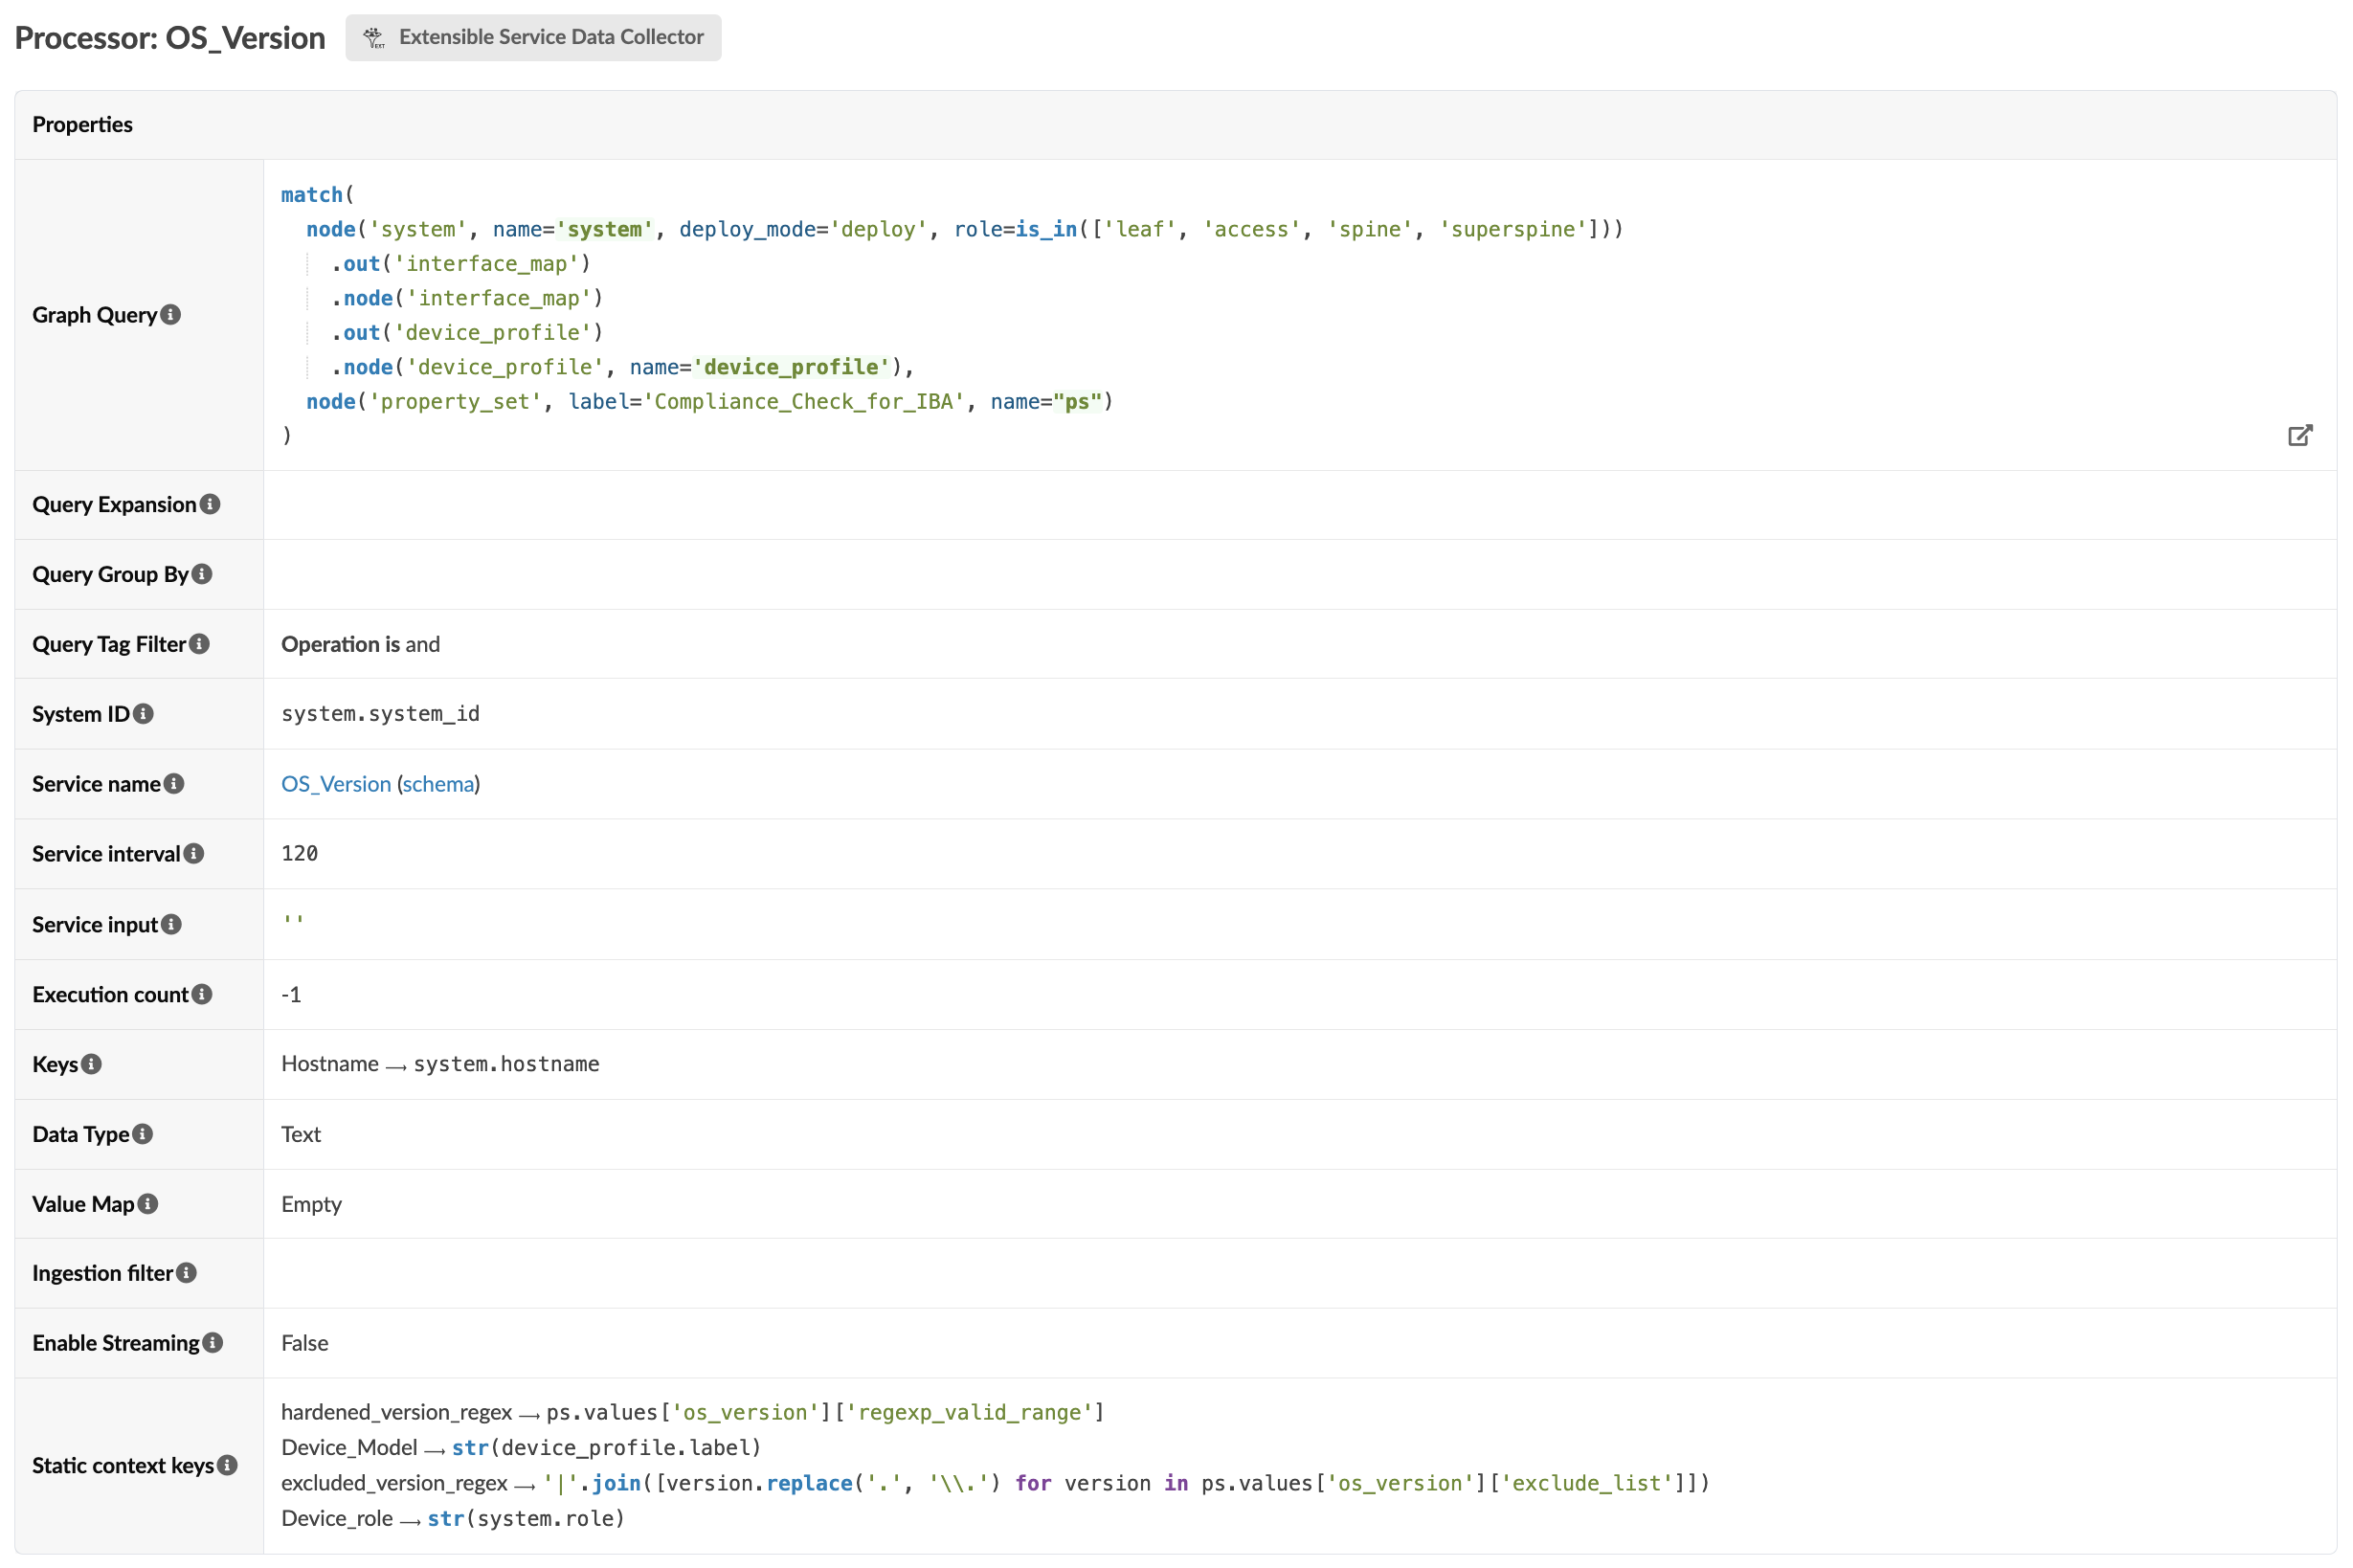 Processor: OS_Version
Extensible Service Data Collector
Properties
Graph Query
match(
node('system', name='system', deploy_mode='deploy', role=is_in(['leaf', 'access', 'spine', 'superspine']))
.out('interface_map')
.node('interface_map')
.out('device_profile')
.node('device_profile', name='device_profile'),
node('property_set', label='Compliance_Check_for_IBA', name="ps")
)
Query Expansion
Query Group By
Query Tag Filter Operation is and
System ID system.system_id
Service name OS_Version (schema)
Service interval 120
Service input ''
Execution count -1
Keys Hostname → system.hostname
Data Type Text
Value Map Empty
Ingestion filter
Enable Streaming False
Static context keys
hardened_version_regex → ps.values['os_version']['regexp_valid_range']
Device_Model → str(device_profile.label)
excluded_version_regex → '|'.join([version.replace('.', '\\.') for version in ps.values['os_version']['exclude_list']])
Device_role → str(system.role)